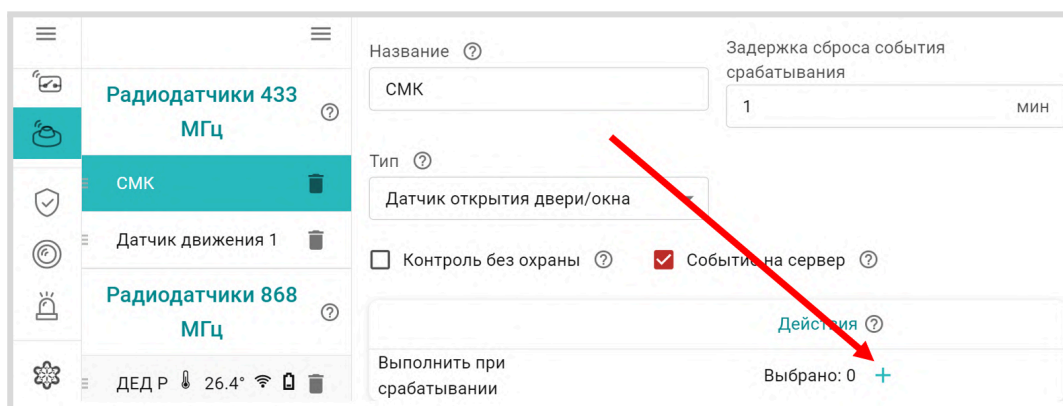 Радиодатчики 433
МГц
СМК
Датчик движения 1
Радиодатчики 868
МГц
ДЕД Р 26.4°
Название
СМК
Задержка сброса события
срабатывания
1 мин
Тип
Датчик открытия двери/окна
Контроль без охраны
Событие на сервер
Действия
Выполнить при
срабатывании
Выбрано: 0 +